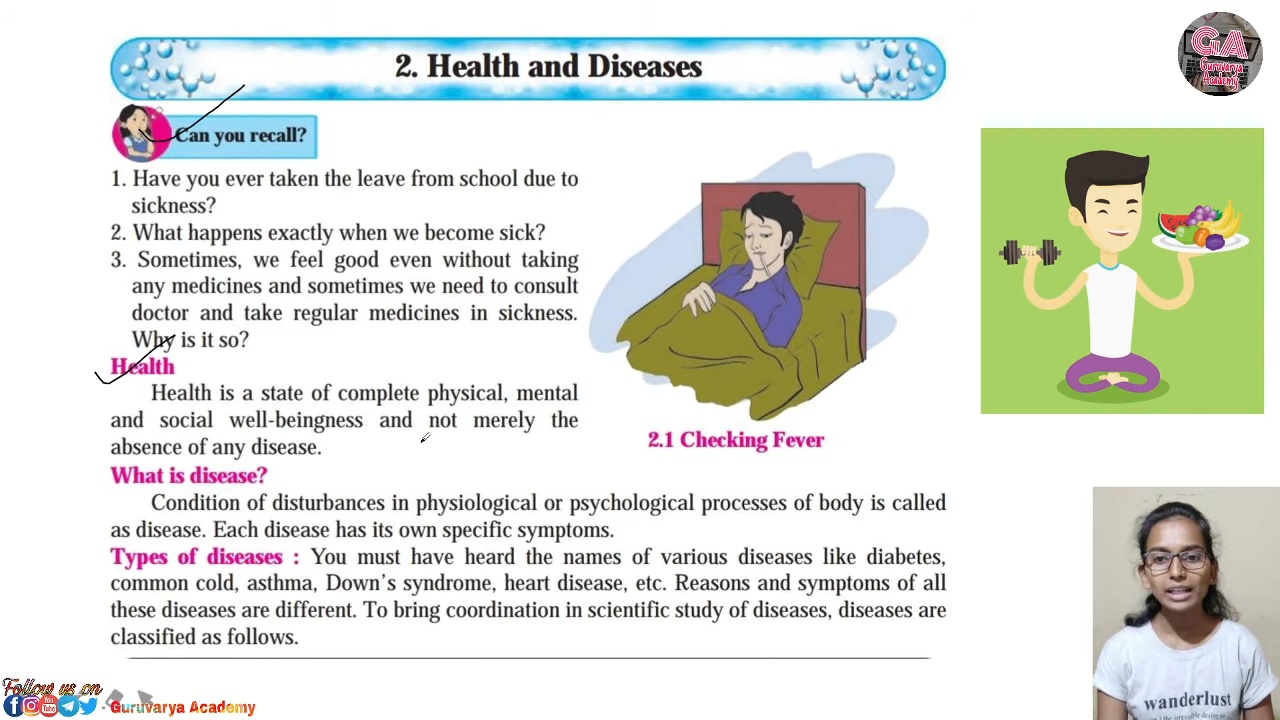 2. Health and Diseases
GuA
Guruvarya
Academy
Can you recall?
1. Have you ever taken the leave from school due to
sickness?
2. What happens exactly when we become sick?
3. Sometimes, we feel good even without taking
any medicines and sometimes we need to consult
doctor and take regular medicines in sickness.
Why is it so?
Health
Health is a state of complete physical, mental
and social well-beingness and not merely the
absence of any disease.
2.1 Checking Fever
What is disease?
Condition of disturbances in physiological or psychological processes of body is called
as disease. Each disease has its own specific symptoms.
Types of diseases : You must have heard the names of various diseases like diabetes,
common cold, asthma, Down's syndrome, heart disease, etc. Reasons and symptoms of all
these diseases are different. To bring coordination in scientific study of diseases, diseases are
classified as follows.
wanderlust
Follow us on
- Guruvarya Academy